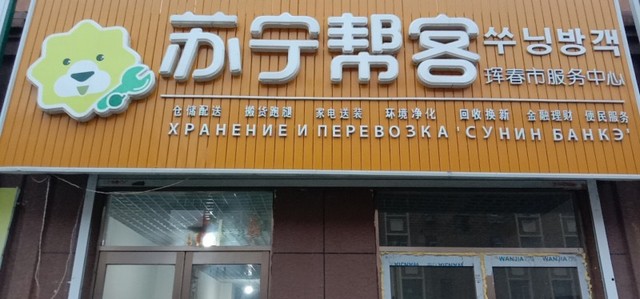 苏宁帮客 쑤닝방객
珲春市服务中心
仓储配送 搬货跑腿 家电送装 环境净化 回收换新 金融理财 便民服务
ХРАНЕНИЕ И ПЕРЕВОЗКА 'СУНИН БАНКЭ'
WANJIA WANJIA